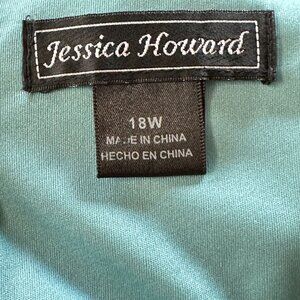 Jessica Howard
18W
MADE IN CHINA
HECHO EN CHINA